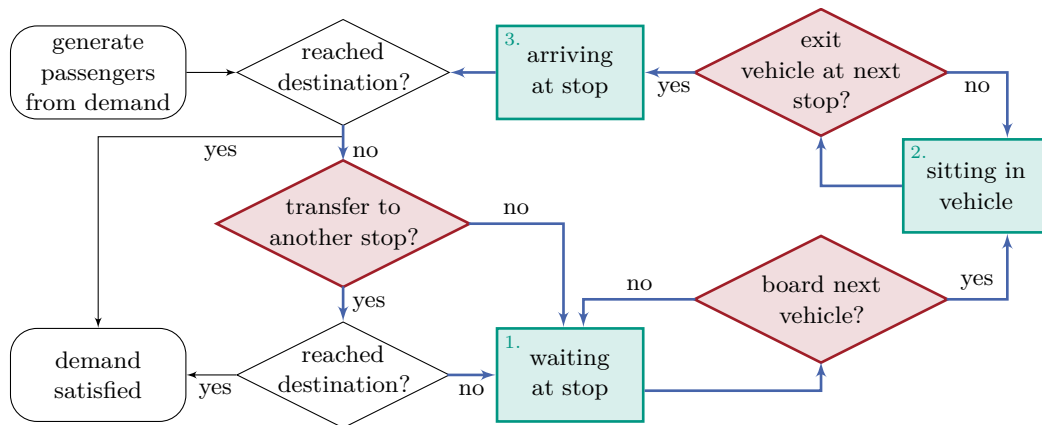 generate
passengers
from demand
reached
destination?
3.
arriving
at stop
exit
vehicle at next
stop?
yes
no
yes
no
2.
sitting in
vehicle
transfer to
another stop?
no
yes
board next
vehicle?
no
yes
demand
satisfied
yes
reached
destination?
no
1.
waiting
at stop